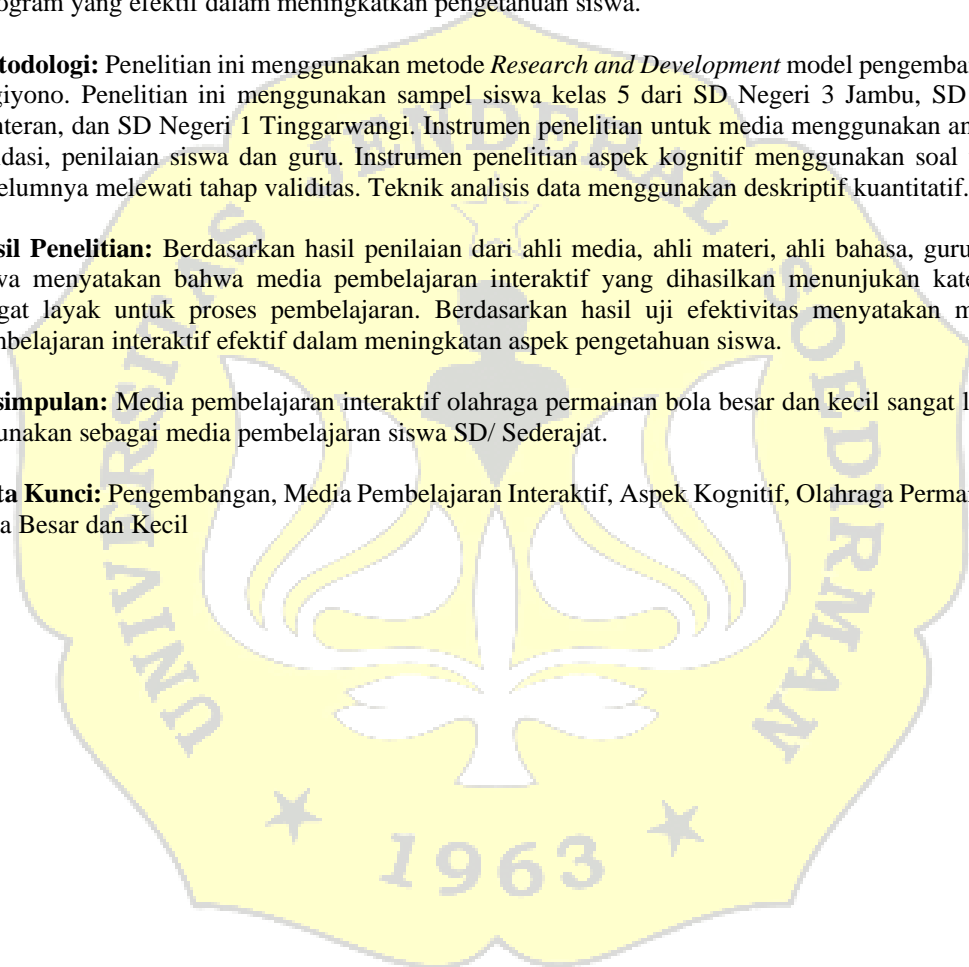 ogram yang efektif dalam meningkatkan pengetahuan siswa.
todologi: Penelitian ini menggunakan metode Research and Development model pengemba
giyono. Penelitian ini menggunakan sampel siswa kelas 5 dari SD Negeri 3 Jambu, SD
nteran, dan SD Negeri 1 Tinggarwangi. Instrumen penelitian untuk media menggunakan an
idasi, penilaian siswa dan guru. Instrumen penelitian aspek kognitif menggunakan soal
elumnya melewati tahap validitas. Teknik analisis data menggunakan deskriptif kuantitatif.
sil Penelitian: Berdasarkan hasil penilaian dari ahli media, ahli materi, ahli bahasa, guru
wa menyatakan bahwa media pembelajaran interaktif yang dihasilkan menunjukan kate
gat layak untuk proses pembelajaran. Berdasarkan hasil uji efektivitas menyatakan m
mbelajaran interaktif efektif dalam meningkatan aspek pengetahuan siswa.
simpulan: Media pembelajaran interaktif olahraga permainan bola besar dan kecil sangat l
unakan sebagai media pembelajaran siswa SD/ Sederajat.
ta Kunci: Pengembangan, Media Pembelajaran Interaktif, Aspek Kognitif, Olahraga Perma
a Besar dan Kecil
UNIVERSITAS JENDERAL SOEDIRMAN
1963